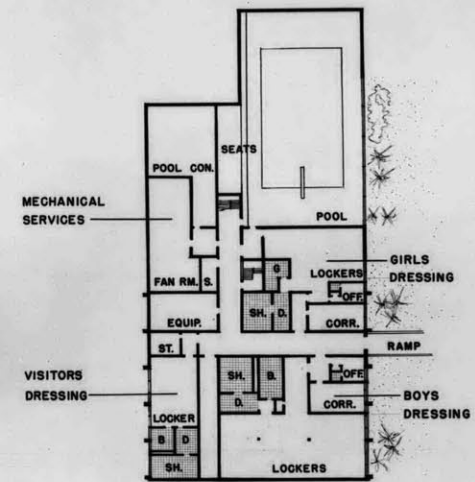 SEATS
POOL CON.
MECHANICAL
SERVICES
POOL
GIRLS
DRESSING
LOCKERS
G
FAN RM.
S.
OFF.
SH.
D.
EQUIP.
CORR.
RAMP
ST.
VISITORS
DRESSING
SH.
B.
OFF.
D.
CORR.
BOYS
DRESSING
LOCKER
B
D
SH.
LOCKERS